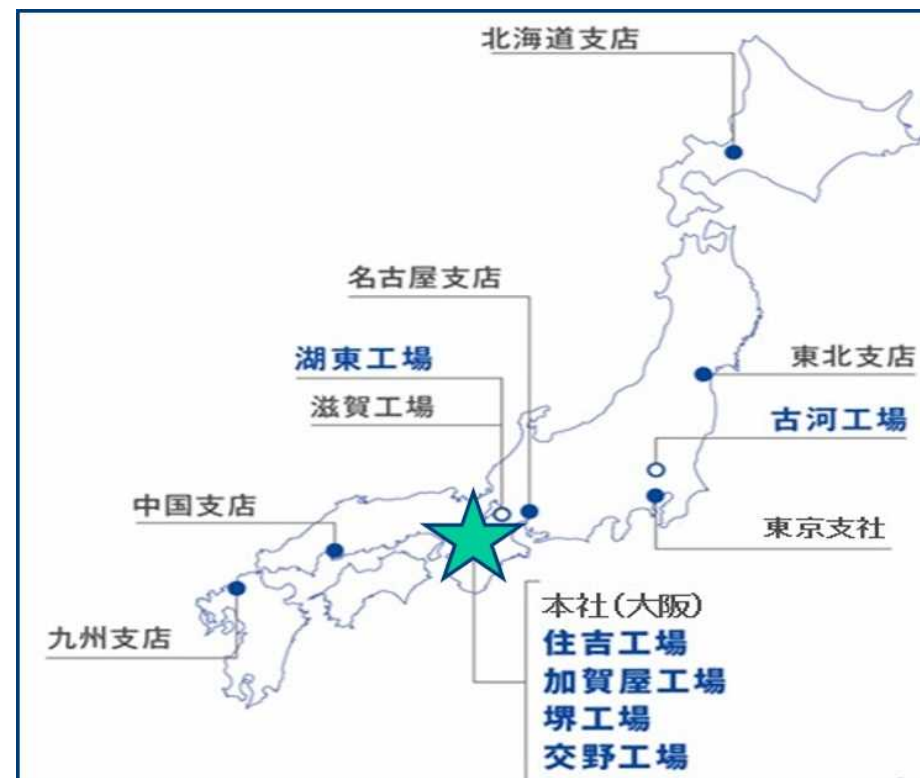 北海道支店
名古屋支店
湖東工場
滋賀工場
東北支店
古河工場
中国支店
東京支社
九州支店
本社(大阪)
住吉工場
加賀屋工場
堺工場
交野工場